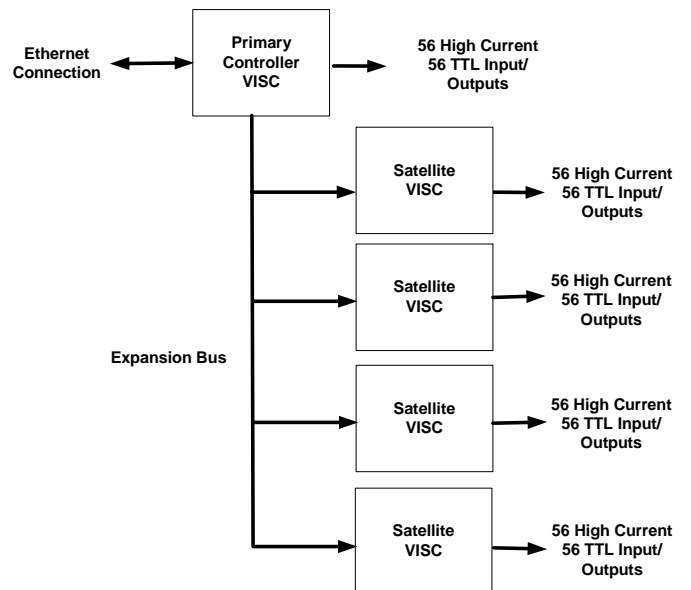 Ethernet
Connection
Primary
Controller
VISC
56 High Current
56 TTL Input/
Outputs
Satellite
VISC
56 High Current
56 TTL Input/
Outputs
Satellite
VISC
56 High Current
56 TTL Input/
Outputs
Expansion Bus
Satellite
VISC
56 High Current
56 TTL Input/
Outputs
Satellite
VISC
56 High Current
56 TTL Input/
Outputs